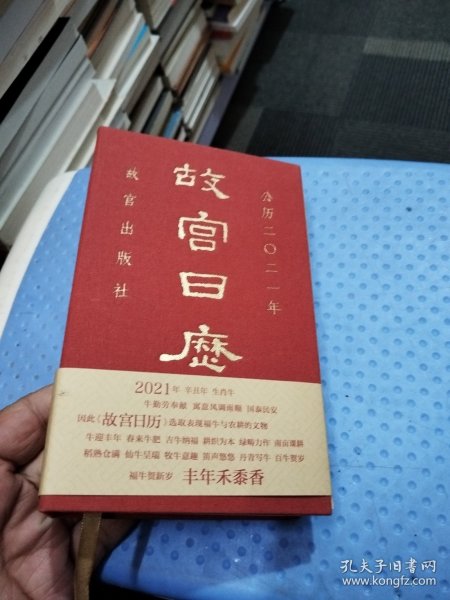 公历二〇二一年
故宫日历
故宫出版社
2021年 辛丑年 生肖牛
牛勤劳奉献 寓意风调雨顺 国泰民安
因此《故宫日历》选取表现福牛与农耕的文物
牛迎丰年 春来牛肥 吉牛纳福 耕织为本 绿畴力作 南亩课耕
稻熟仓满 仙牛呈瑞 牧牛意趣 笛声悠悠 丹青写牛 百牛贺岁
福牛贺新岁 丰年禾黍香
孔夫子旧书网
www.kongfz.com